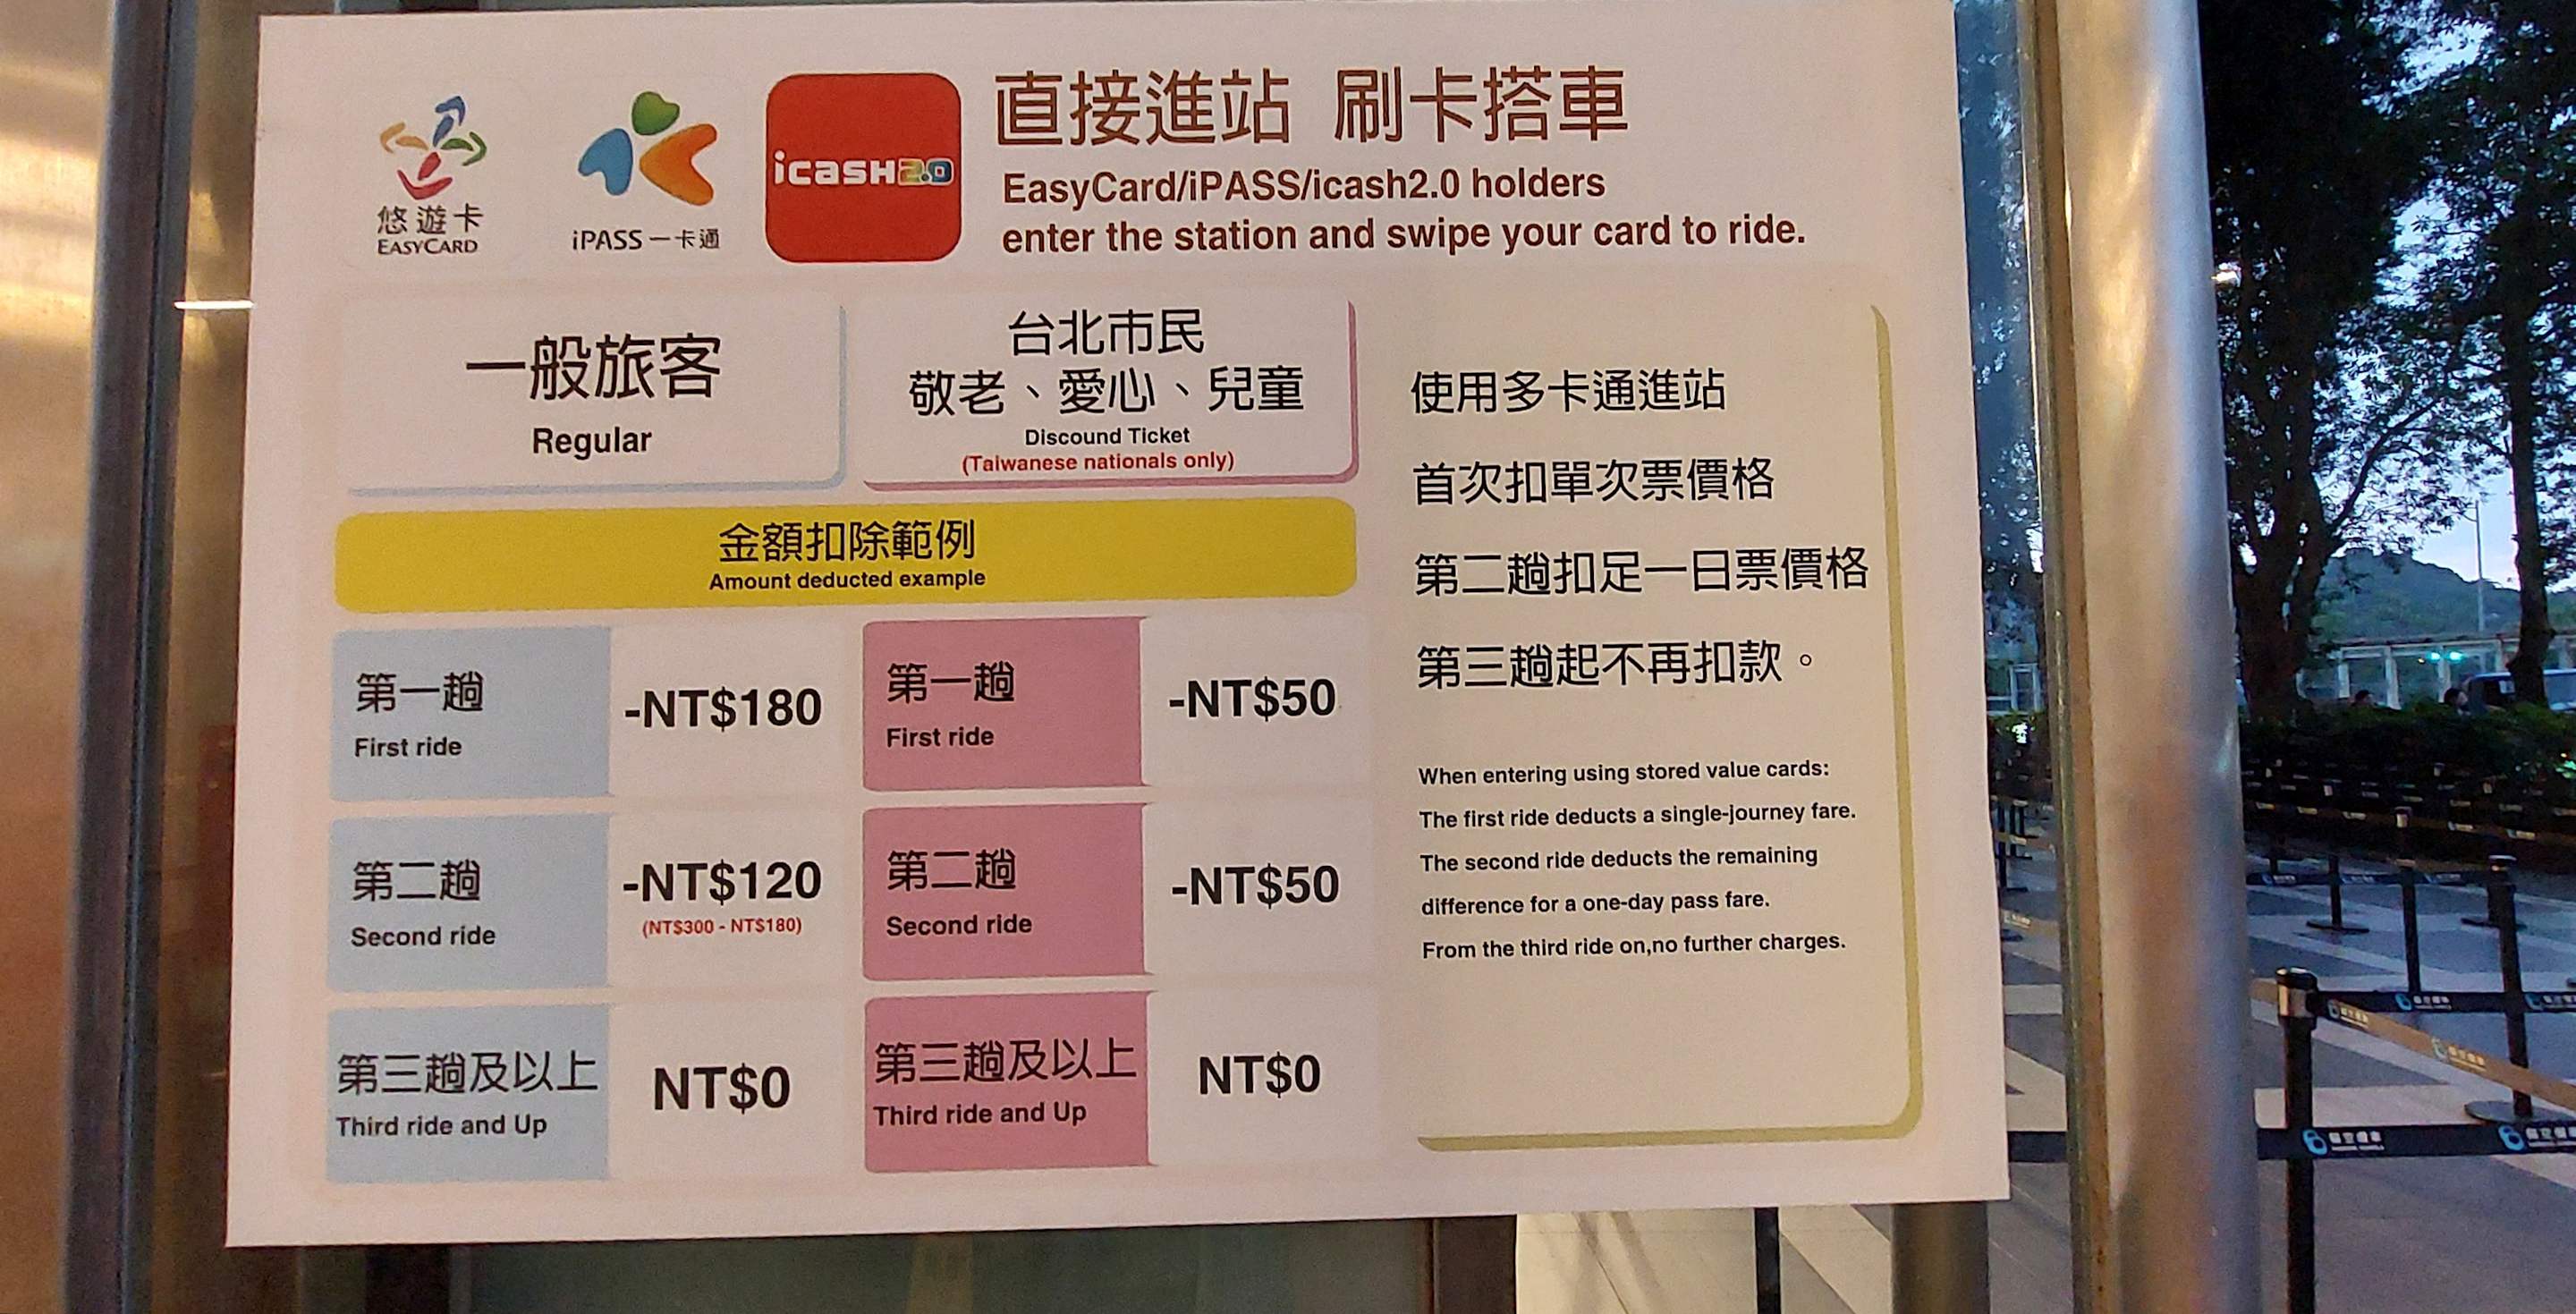 悠遊卡
EASYCARD
iPASS 一卡通
icash2.0
直接進站 刷卡搭車
EasyCard/iPASS/icash2.0 holders
enter the station and swipe your card to ride.
一般旅客
Regular
台北市民
敬老、愛心、兒童
Discound Ticket
(Taiwanese nationals only)
金額扣除範例
Amount deducted example
第一趟
First ride
-NT$180
第一趟
First ride
-NT$50
第二趟
Second ride
-NT$120
(NT$300 - NT$180)
第二趟
Second ride
-NT$50
第三趟及以上
Third ride and Up
NT$0
第三趟及以上
Third ride and Up
NT$0
使用多卡通進站
首次扣單次票價格
第二趟扣足一日票價格
第三趟起不再扣款。
When entering using stored value cards:
The first ride deducts a single-journey fare.
The second ride deducts the remaining
difference for a one-day pass fare.
From the third ride on,no further charges.